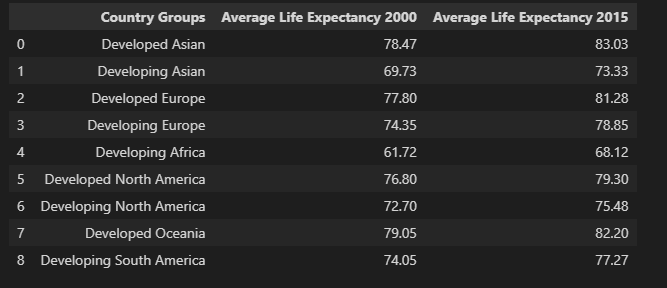 Country Groups Average Life Expectancy 2000 Average Life Expectancy 2015
0 Developed Asian 78.47 83.03
1 Developing Asian 69.73 73.33
2 Developed Europe 77.80 81.28
3 Developing Europe 74.35 78.85
4 Developing Africa 61.72 68.12
5 Developed North America 76.80 79.30
6 Developing North America 72.70 75.48
7 Developed Oceania 79.05 82.20
8 Developing South America 74.05 77.27